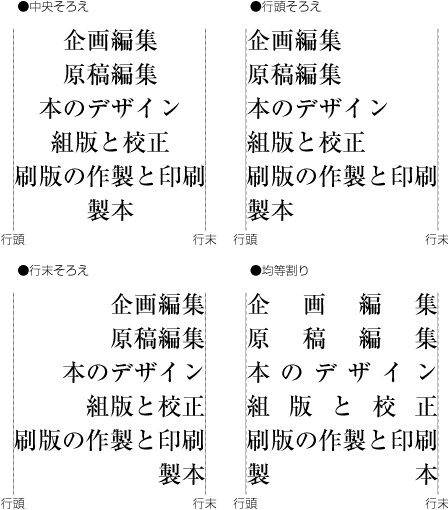 ●中央そろえ
企画編集
原稿編集
本のデザイン
組版と校正
刷版の作製と印刷
製本
行頭 行末
●行頭そろえ
企画編集
原稿編集
本のデザイン
組版と校正
刷版の作製と印刷
製本
行頭 行末
●行末そろえ
企画編集
原稿編集
本のデザイン
組版と校正
刷版の作製と印刷
製本
行頭 行末
●均等割り
企画編集
原稿編集
本のデザイン
組版と校正
刷版の作製と印刷
製本
行頭 行末